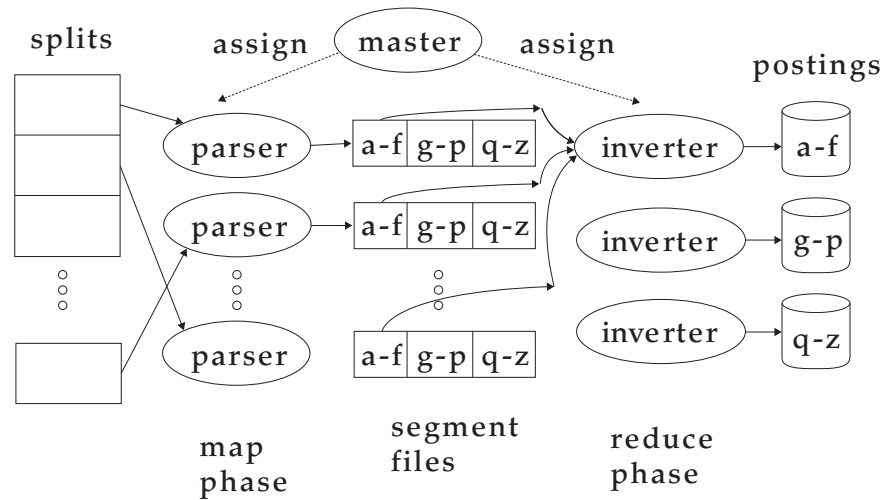 splits
assign
master
assign
postings
parser
a-f g-p q-z
inverter
a-f
parser
a-f g-p q-z
inverter
g-p
parser
a-f g-p q-z
inverter
q-z
map
phase
segment
files
reduce
phase